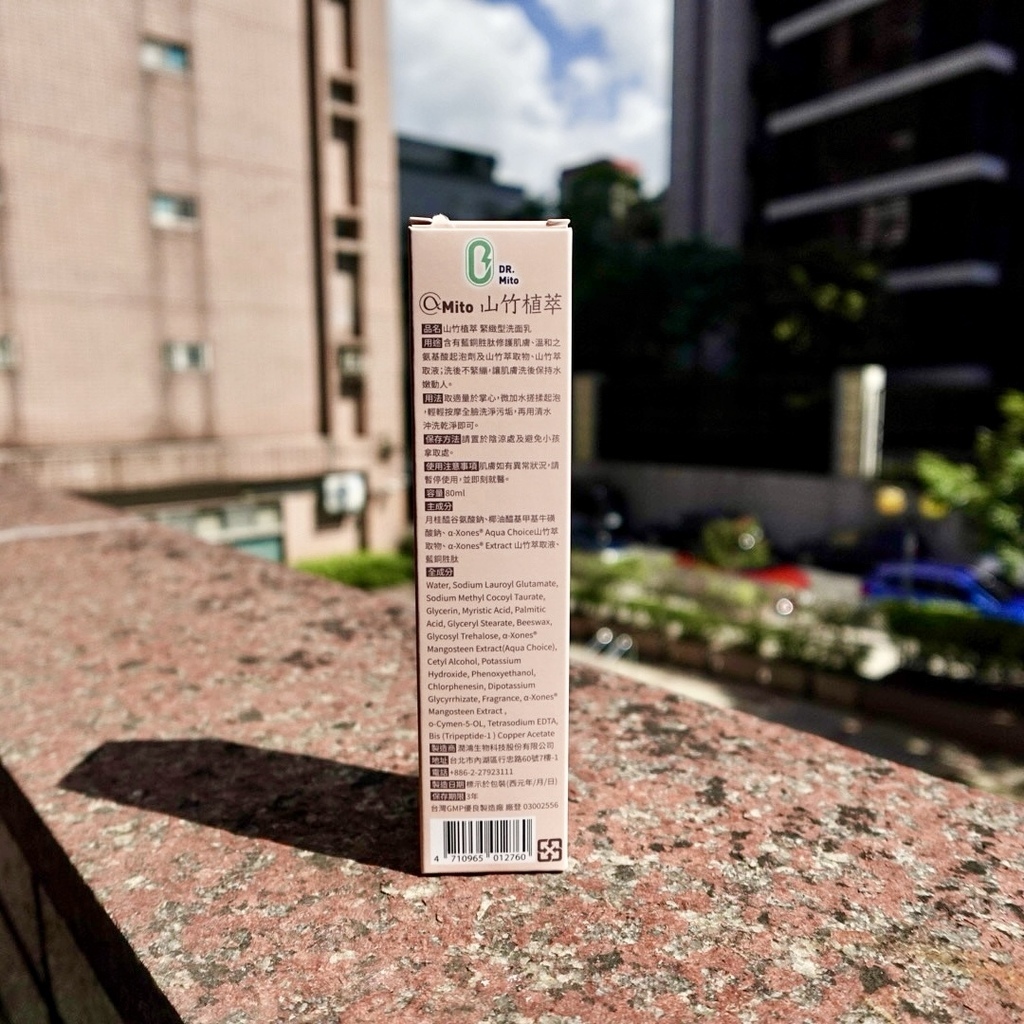 DR.
Mito
αMito 山竹植萃
品名 山竹植萃 緊緻型洗面乳
用途 含有藍銅胜肽修護肌膚、溫和之
氨基酸起泡劑及山竹萃取物、山竹萃
取液;洗後不緊繃,讓肌膚洗後保持水
嫩動人。
用法 取適量於掌心,微加水搓揉起泡
,輕輕按摩全臉洗淨污垢,再用清水
沖洗乾淨即可。
保存方法 請置於陰涼處及避免小孩
拿取處。
使用注意事項 肌膚如有異常狀況,請
暫停使用,並即刻就醫。
容量 80ml
主成分
月桂醯谷氨酸鈉、椰油醯基甲基牛磺
酸鈉、α-Xones® Aqua Choice山竹萃
取物、α-Xones® Extract 山竹萃取液、
藍銅胜肽
全成分
Water, Sodium Lauroyl Glutamate,
Sodium Methyl Cocoyl Taurate,
Glycerin, Myristic Acid, Palmitic
Acid, Glyceryl Stearate, Beeswax,
Glycosyl Trehalose, α-Xones®
Mangosteen Extract(Aqua Choice),
Cetyl Alcohol, Potassium
Hydroxide, Phenoxyethanol,
Chlorphenesin, Dipotassium
Glycyrrhizate, Fragrance, α-Xones®
Mangosteen Extract ,
o-Cymen-5-OL, Tetrasodium EDTA,
Bis (Tripeptide-1 ) Copper Acetate
製造商 潤鴻生物科技股份有限公司
地址 台北市內湖區行忠路60號7樓-1
電話 +886-2-27923111
製造日期 標示於包裝(西元年/月/日)
保存期限 3年
台灣GMP優良製造廠 廠登 03002556
4 710965 012760